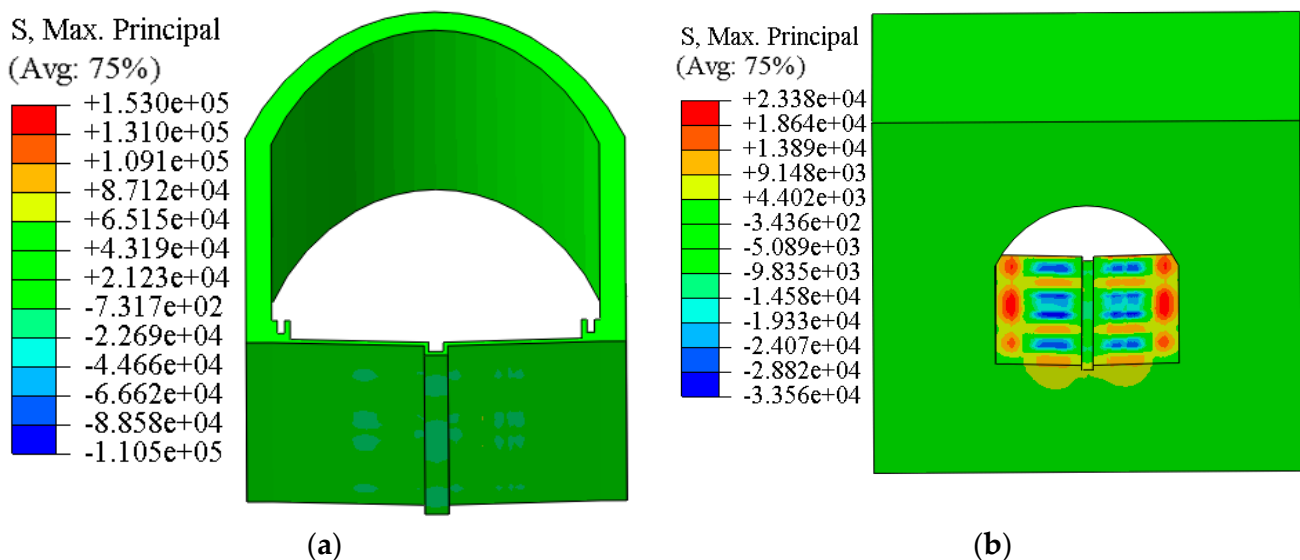 S, Max. Principal
(Avg: 75%)
+1.530e+05
+1.310e+05
+1.091e+05
+8.712e+04
+6.515e+04
+4.319e+04
+2.123e+04
-7.317e+02
-2.269e+04
-4.466e+04
-6.662e+04
-8.858e+04
-1.105e+05
(a)
S, Max. Principal
(Avg: 75%)
+2.338e+04
+1.864e+04
+1.389e+04
+9.148e+03
+4.402e+03
-3.436e+02
-5.089e+03
-9.835e+03
-1.458e+04
-1.933e+04
-2.407e+04
-2.882e+04
-3.356e+04
(b)